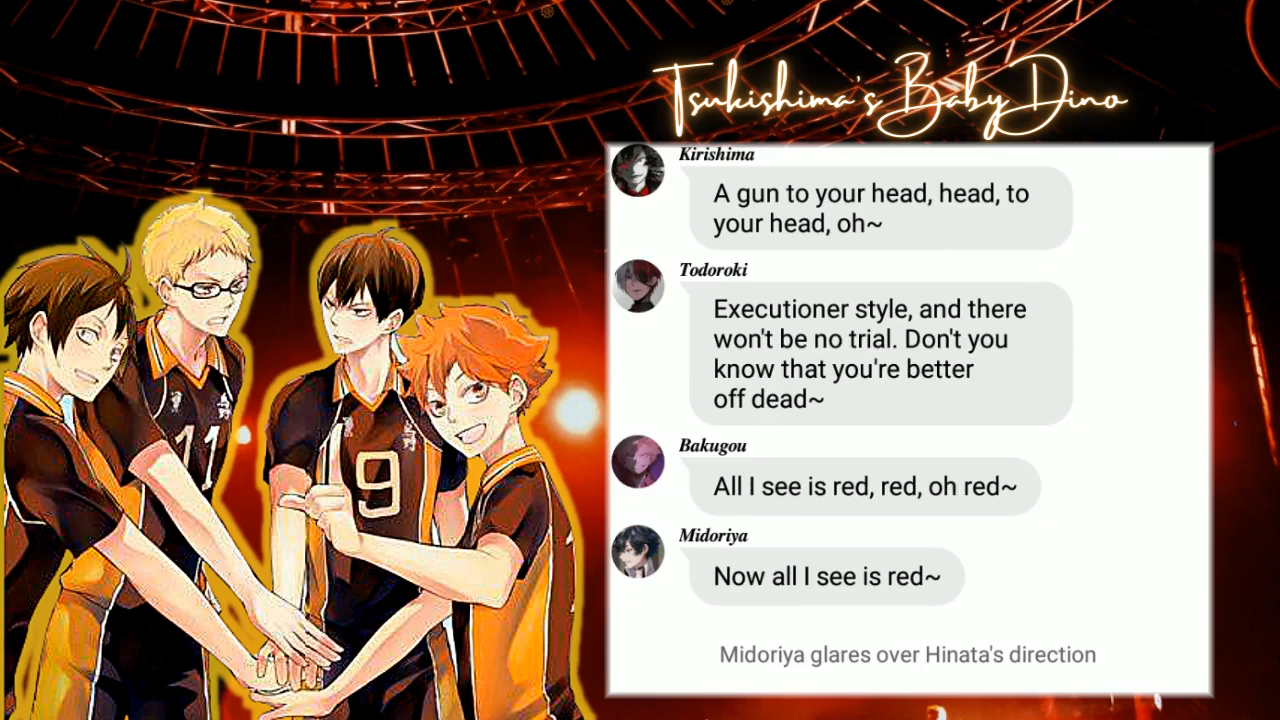 Tsukishima's Baby Dino
Kirishima
A gun to your head, head, to
your head, oh~
Todoroki
Executioner style, and there
won't be no trial. Don't you
know that you're better
off dead~
Bakugou
All I see is red, red, oh red~
Midoriya
Now all I see is red~
Midoriya glares over Hinata's direction
11
9